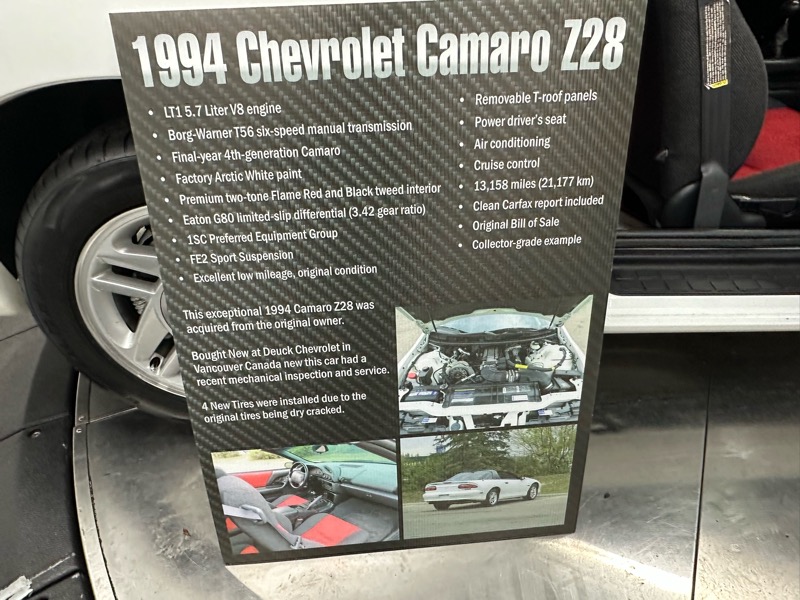 1994 Chevrolet Camaro Z28
• LT1 5.7 Liter V8 engine
• Borg-Warner T56 six-speed manual transmission
• Final-year 4th-generation Camaro
• Factory Arctic White paint
• Premium two-tone Flame Red and Black tweed interior
• Eaton G80 limited-slip differential (3.42 gear ratio)
• 1SC Preferred Equipment Group
• FE2 Sport Suspension
• Excellent low mileage, original condition
• Removable T-roof panels
• Power driver's seat
• Air conditioning
• Cruise control
• 13,158 miles (21,177 km)
• Clean Carfax report included
• Original Bill of Sale
• Collector-grade example
This exceptional 1994 Camaro Z28 was
acquired from the original owner.
Bought New at Deuck Chevrolet in
Vancouver Canada new this car had a
recent mechanical inspection and service.
4 New Tires were installed due to the
original tires being dry cracked.